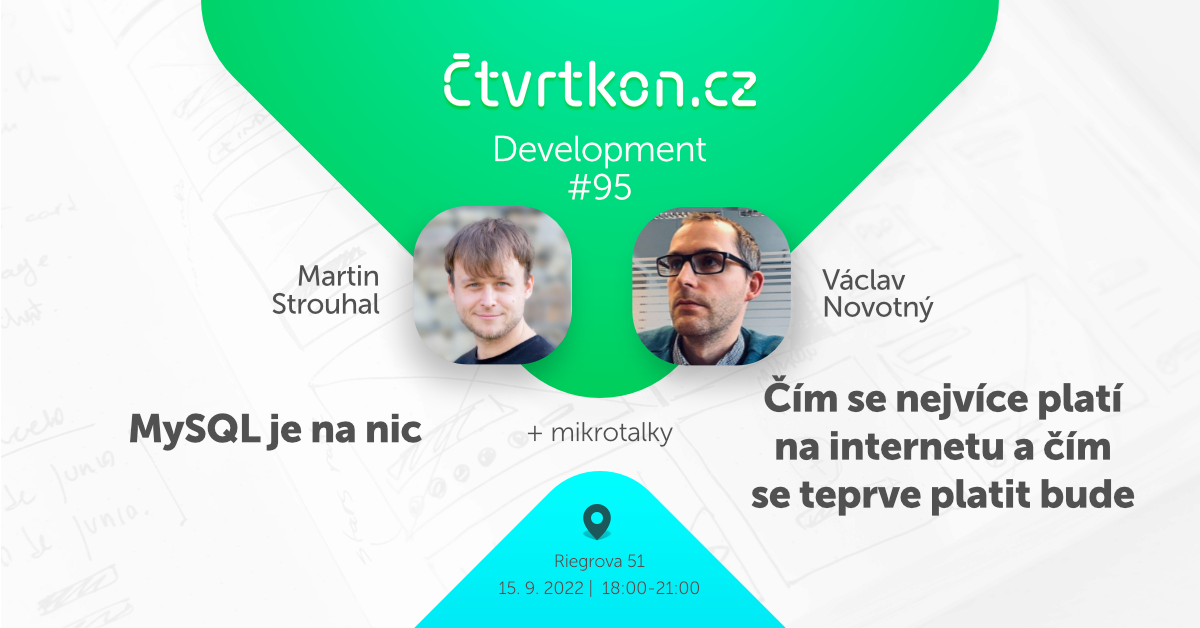 Čtvrtkon.cz
Development
#95
Martin
Strouhal
Václav
Novotný
MySQL je na nic
+ mikrotalky
Čím se nejvíce platí
na internetu a čím
se teprve platit bude
Riegrova 51
15. 9. 2022 | 18:00-21:00